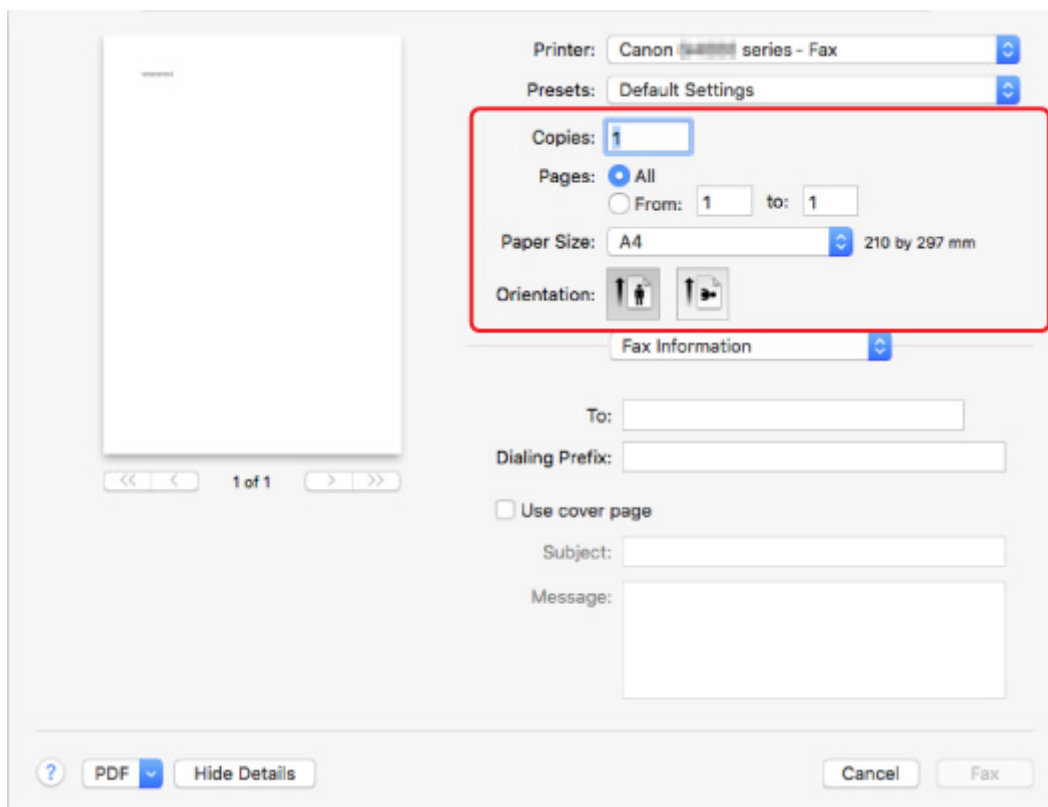 Printer: Canon series - Fax
Presets: Default Settings
Copies: 1
Pages: All
From: 1 to: 1
Paper Size: A4 210 by 297 mm
Orientation:
Fax Information
To:
Dialing Prefix:
1 of 1
Use cover page
Subject:
Message:
? PDF Hide Details Cancel Fax